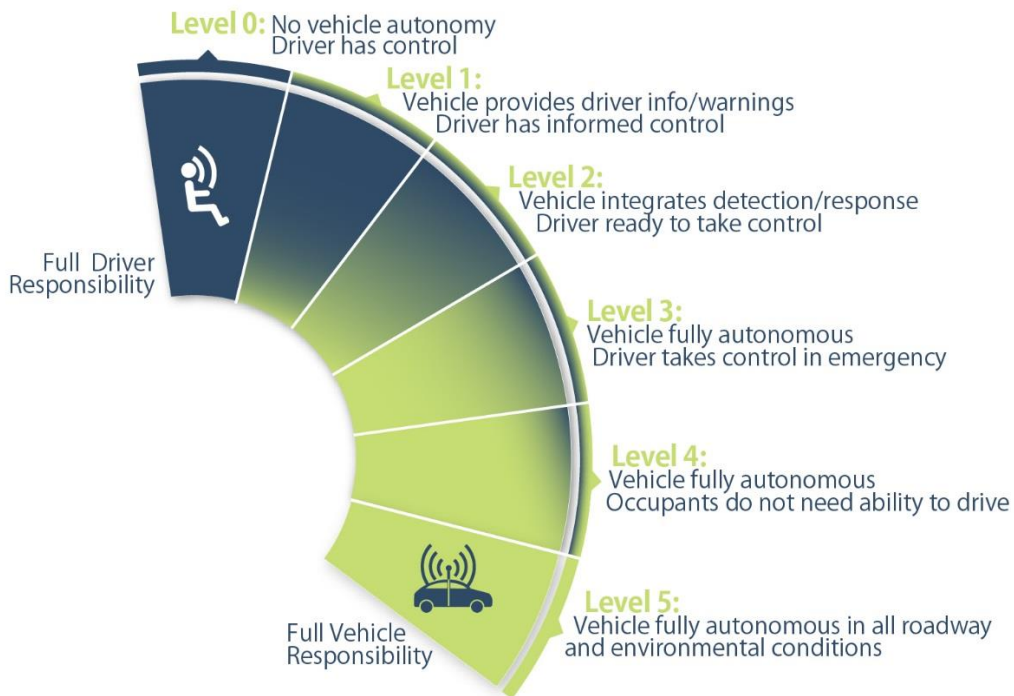 Level 0: No vehicle autonomy
Driver has control
Level 1:
Vehicle provides driver info/warnings
Driver has informed control
Level 2:
Vehicle integrates detection/response
Driver ready to take control
Full Driver
Responsibility
Level 3:
Vehicle fully autonomous
Driver takes control in emergency
Level 4:
Vehicle fully autonomous
Occupants do not need ability to drive
Level 5:
Vehicle fully autonomous in all roadway
and environmental conditions
Full Vehicle
Responsibility